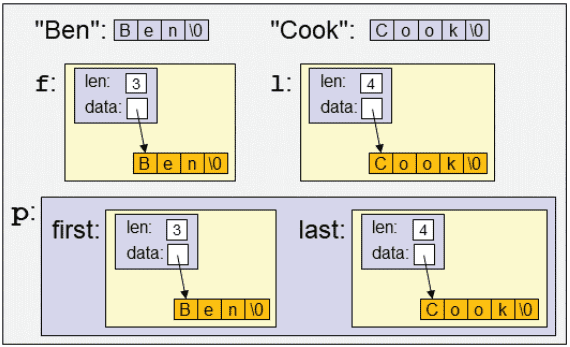 "Ben": B e n \0 "Cook": C o o k \0
f: len: 3 l: len: 4
data: data:
B e n \0 C o o k \0
p:
first: len: 3 last: len: 4
data: data:
B e n \0 C o o k \0